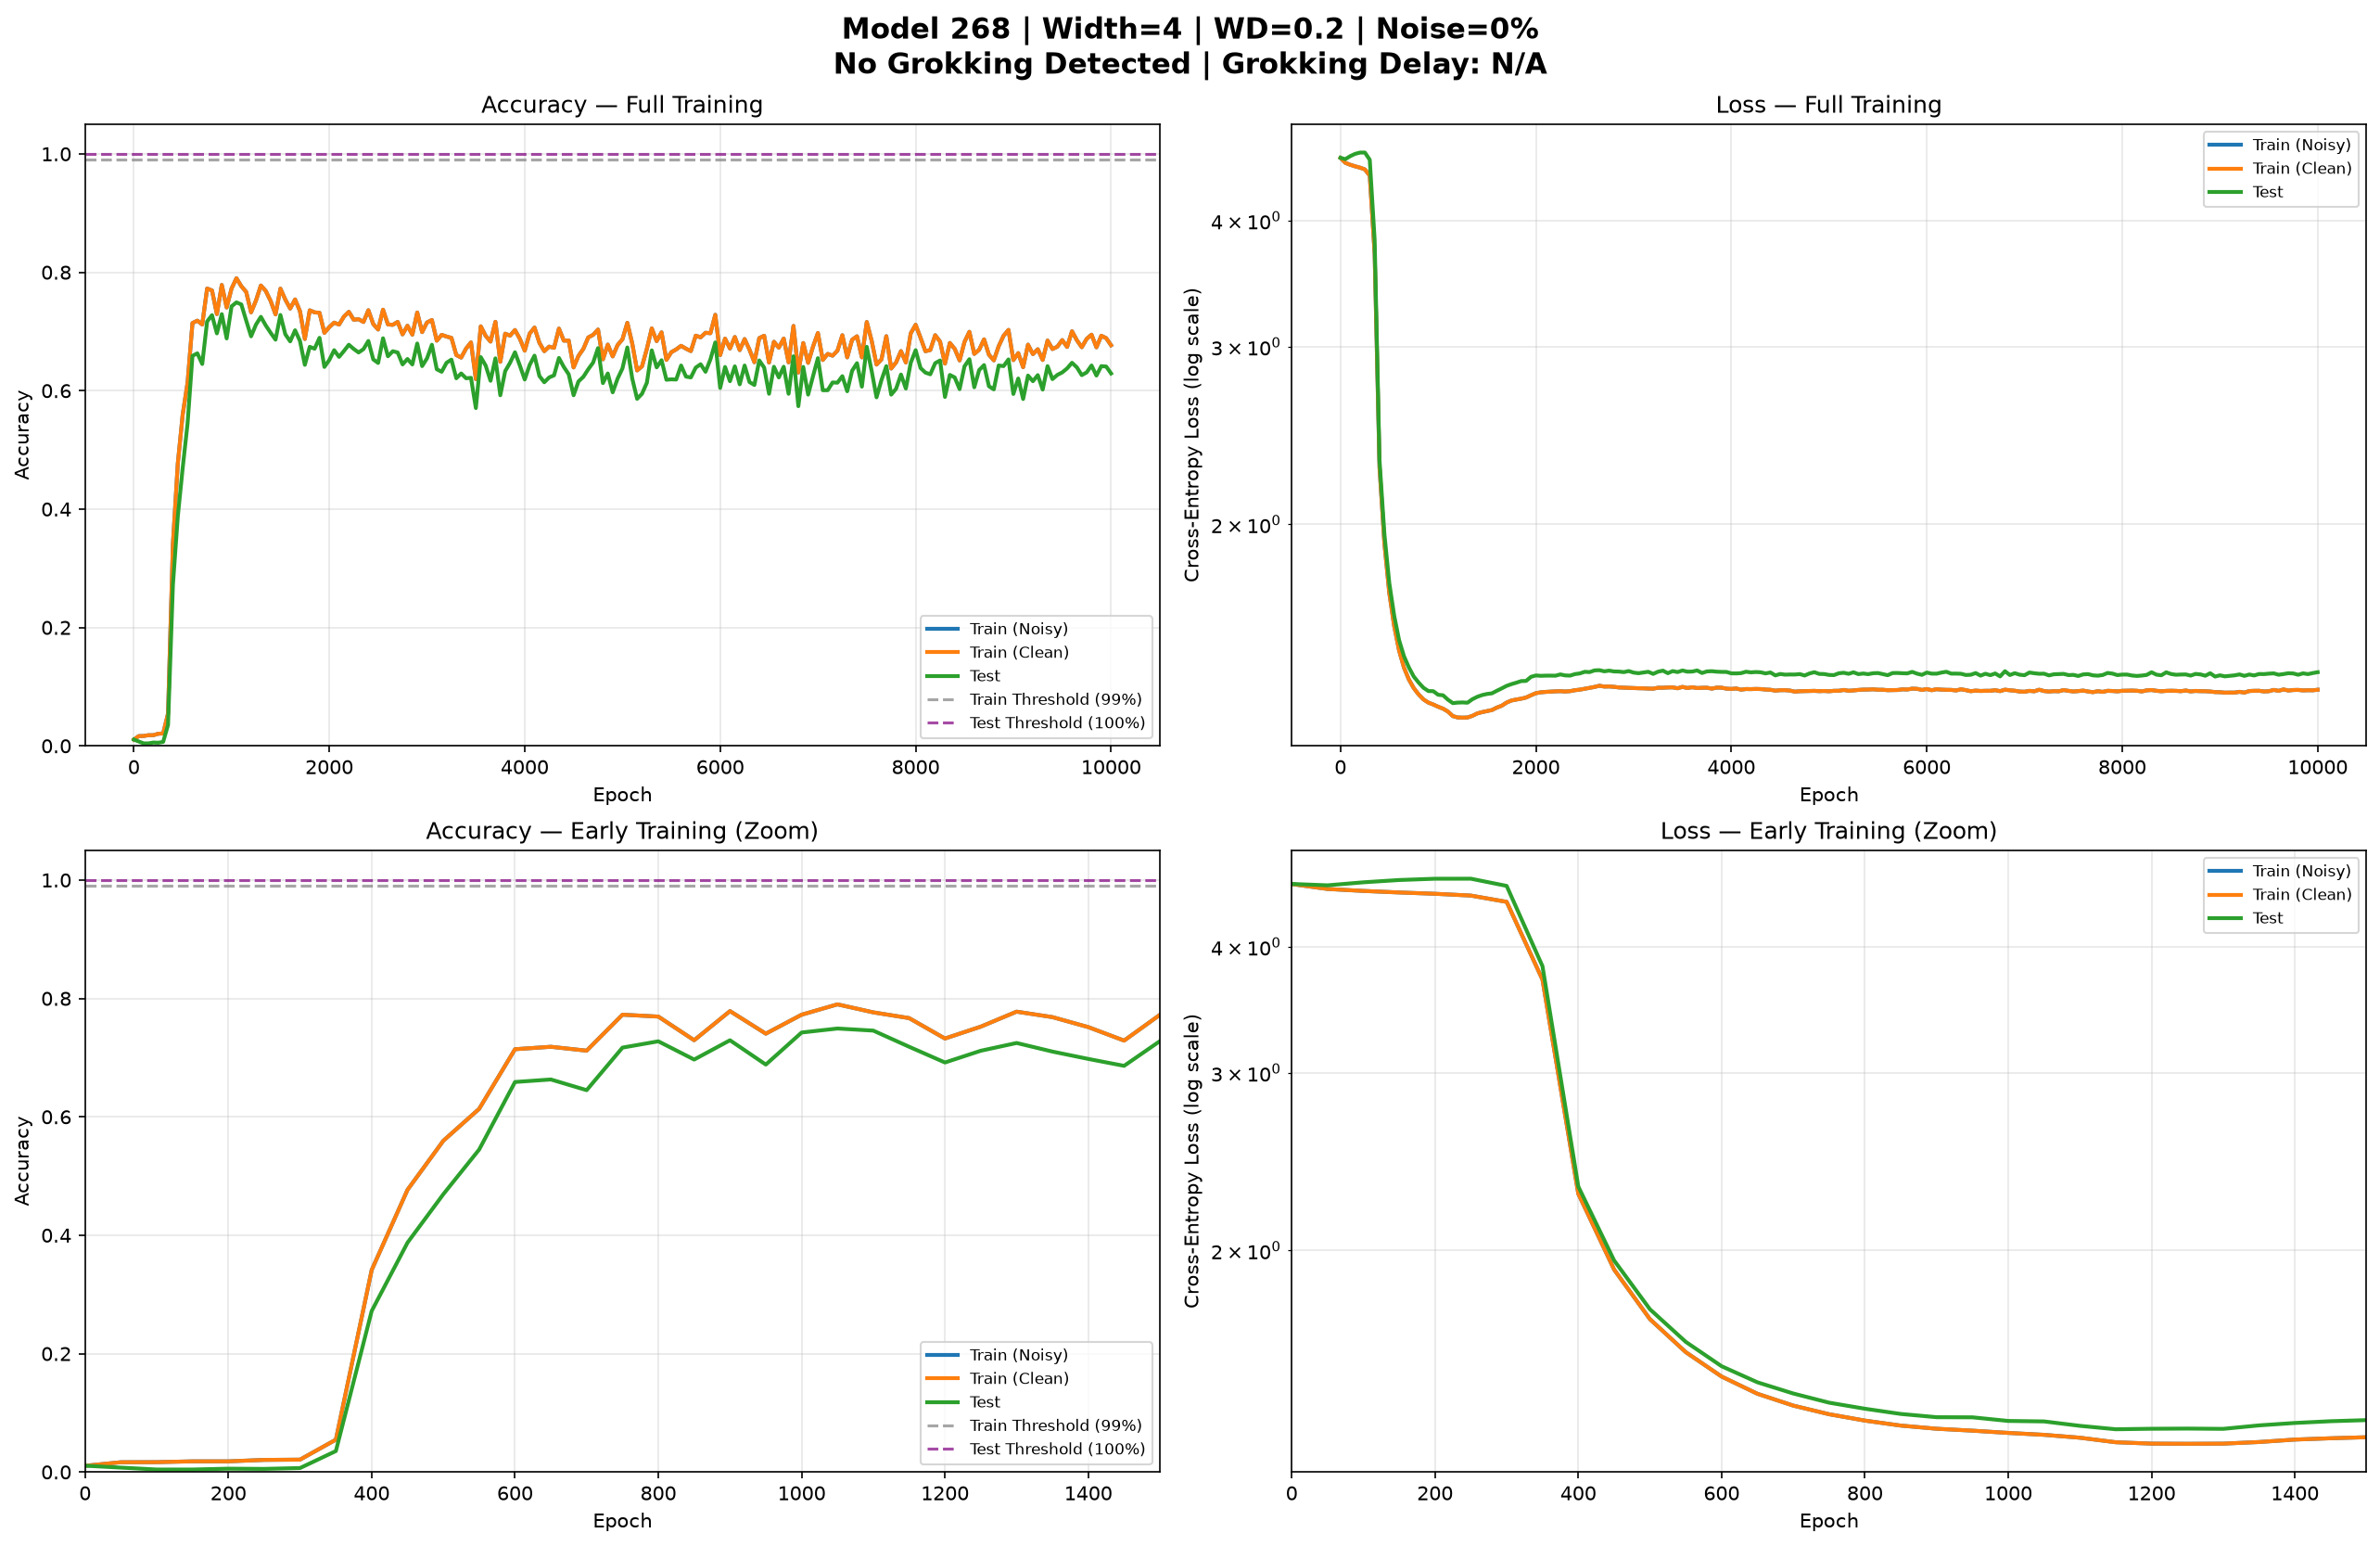 Model 268 | Width=4 | WD=0.2 | Noise=0%
No Grokking Detected | Grokking Delay: N/A
Accuracy — Full Training
Accuracy
1.0
0.8
0.6
0.4
0.2
0.0
0 2000 4000 6000 8000 10000
Epoch
Train (Noisy)
Train (Clean)
Test
Train Threshold (99%)
Test Threshold (100%)
Loss — Full Training
Cross-Entropy Loss (log scale)
4 × 10⁰
3 × 10⁰
2 × 10⁰
0 2000 4000 6000 8000 10000
Epoch
Train (Noisy)
Train (Clean)
Test
Accuracy — Early Training (Zoom)
Accuracy
1.0
0.8
0.6
0.4
0.2
0.0
0 200 400 600 800 1000 1200 1400
Epoch
Train (Noisy)
Train (Clean)
Test
Train Threshold (99%)
Test Threshold (100%)
Loss — Early Training (Zoom)
Cross-Entropy Loss (log scale)
4 × 10⁰
3 × 10⁰
2 × 10⁰
0 200 400 600 800 1000 1200 1400
Epoch
Train (Noisy)
Train (Clean)
Test